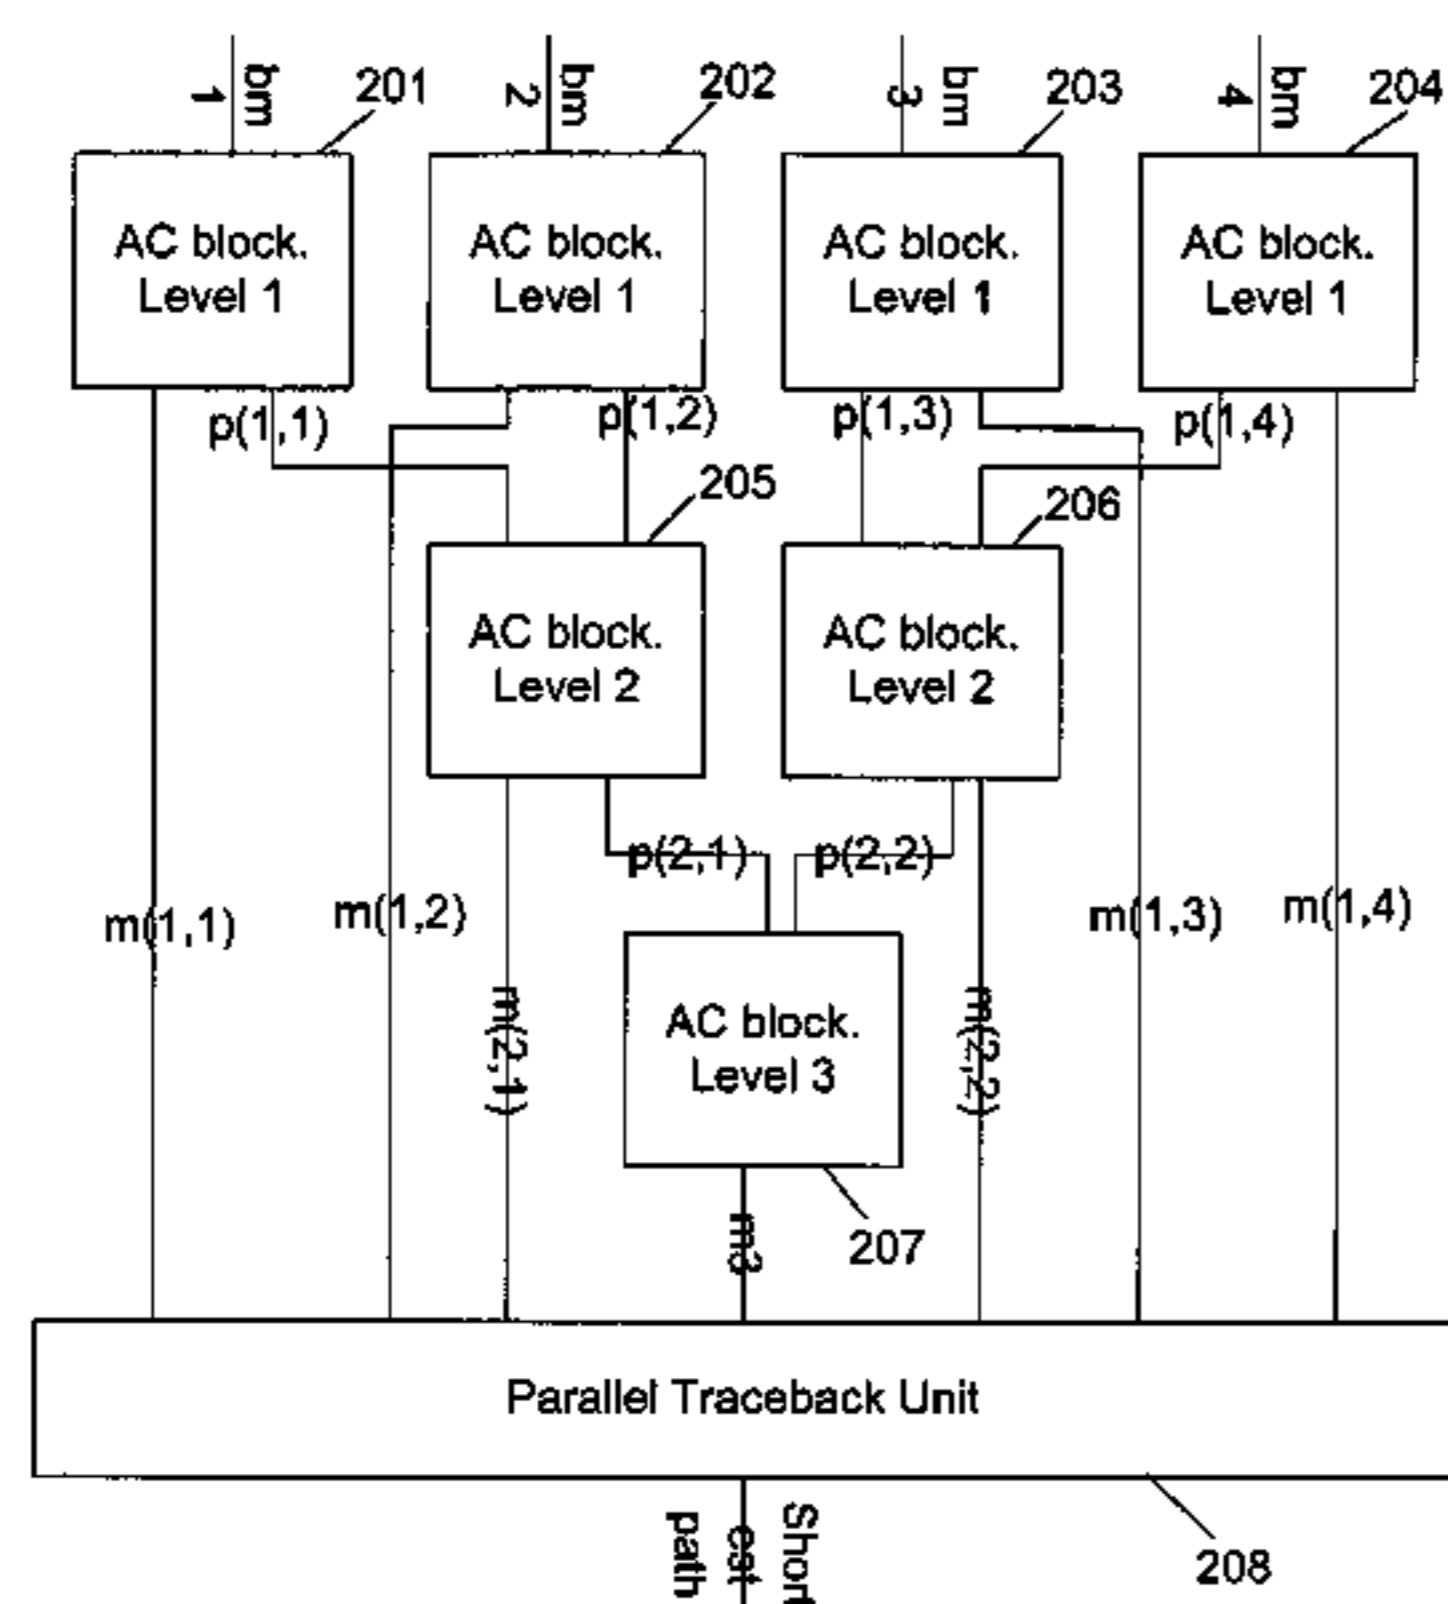 bm
1
201
bm
2
202
bm
3
203
bm
4
204
AC block.
Level 1
AC block.
Level 1
AC block.
Level 1
AC block.
Level 1
p(1,1)
p(1,2)
p(1,3)
p(1,4)
205
206
AC block.
Level 2
AC block.
Level 2
p(2,1)
p(2,2)
m(1,1)
m(1,2)
m(1,3)
m(1,4)
m(2,1)
AC block.
Level 3
m(2,2)
m3
207
Parallel Traceback Unit
Short
est
path
208